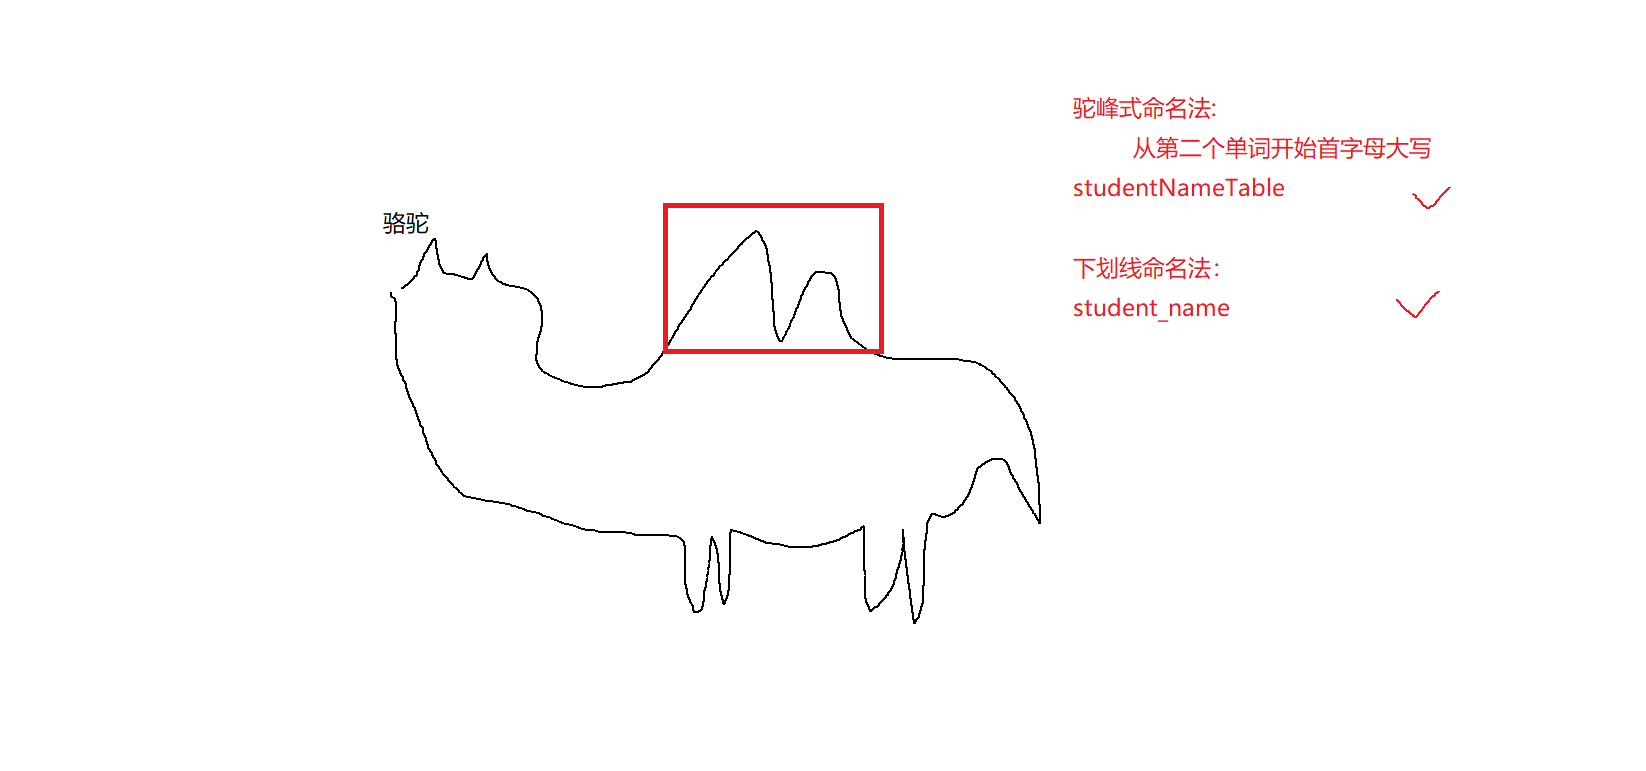 骆驼
驼峰式命名法:
从第二个单词开始首字母大写
studentNameTable
下划线命名法：
student_name